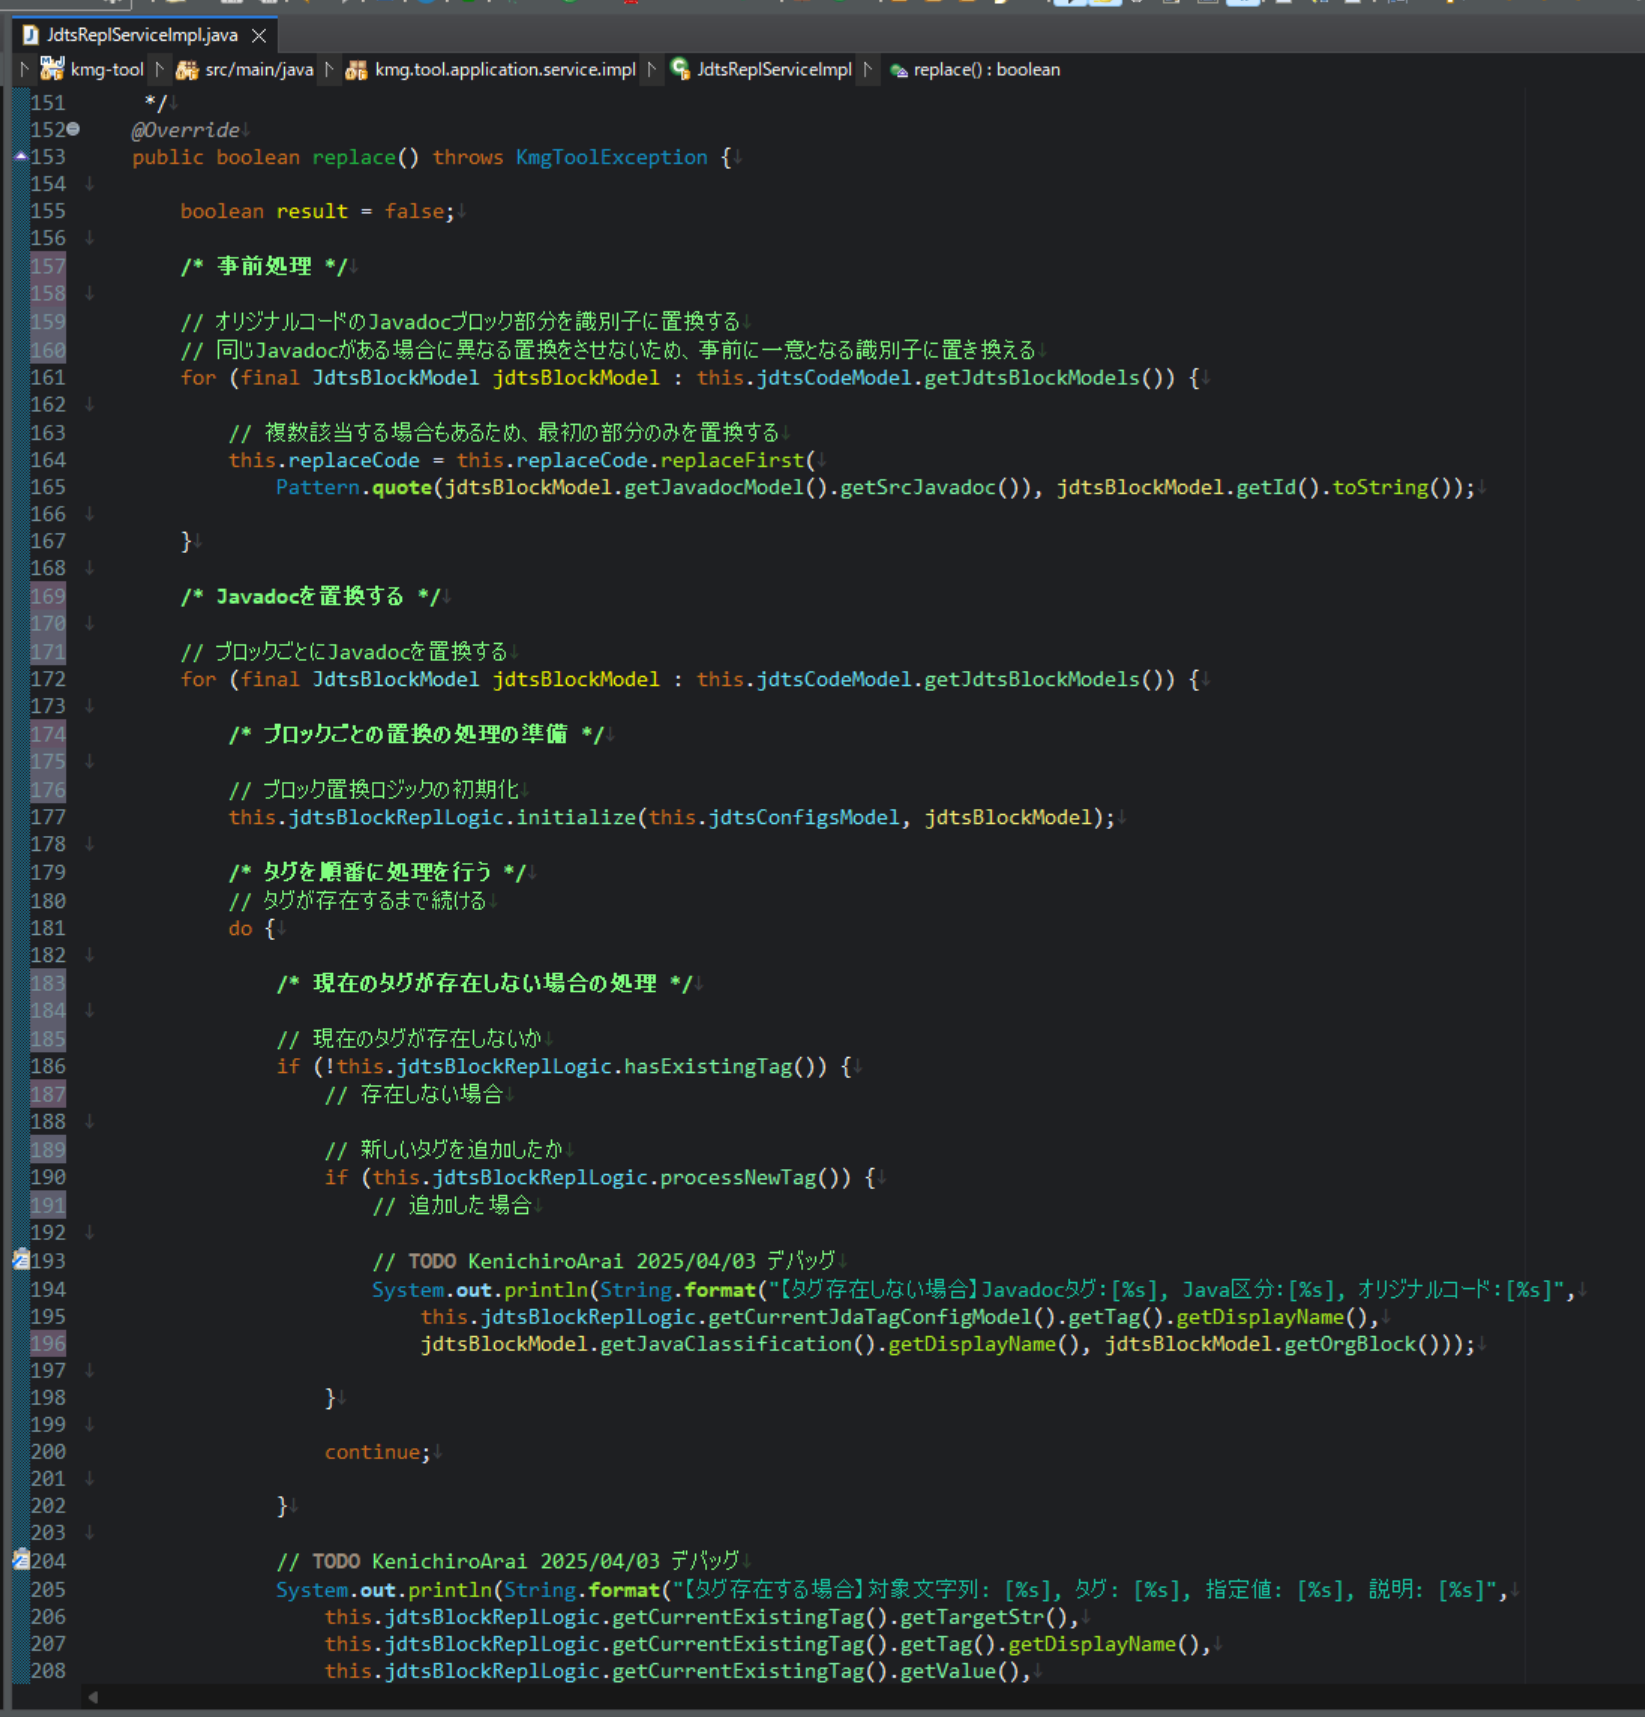 JdtsReplServiceImpl.java
kmg-tool src/main/java kmg.tool.application.service.impl JdtsReplServiceImpl replace() : boolean
151 */
152 @Override
153 public boolean replace() throws KmgToolException {
154
155 boolean result = false;
156
157 /* 事前処理 */
158
159 // オリジナルコードのJavadocブロック部分を識別子に置換する
160 // 同じJavadocがある場合に異なる置換をさせないため、事前に一意となる識別子に置き換える
161 for (final JdtsBlockModel jdtsBlockModel : this.jdtsCodeModel.getJdtsBlockModels()) {
162
163 // 複数該当する場合もあるため、最初の部分のみを置換する
164 this.replaceCode = this.replaceCode.replaceFirst(
165 Pattern.quote(jdtsBlockModel.getJavadocModel().getSrcJavadoc()), jdtsBlockModel.getId().toString());
166
167 }
168
169 /* Javadocを置換する */
170
171 // ブロックごとにJavadocを置換する
172 for (final JdtsBlockModel jdtsBlockModel : this.jdtsCodeModel.getJdtsBlockModels()) {
173
174 /* ブロックごとの置換の処理の準備 */
175
176 // ブロック置換ロジックの初期化
177 this.jdtsBlockReplLogic.initialize(this.jdtsConfigsModel, jdtsBlockModel);
178
179 /* タグを順番に処理を行う */
180 // タグが存在するまで続ける
181 do {
182
183 /* 現在のタグが存在しない場合の処理 */
184
185 // 現在のタグが存在しないか
186 if (!this.jdtsBlockReplLogic.hasExistingTag()) {
187 // 存在しない場合
188
189 // 新しいタグを追加したか
190 if (this.jdtsBlockReplLogic.processNewTag()) {
191 // 追加した場合
192
193 // TODO KenichiroArai 2025/04/03 デバッグ
194 System.out.println(String.format("【タグ存在しない場合】Javadocタグ:[%s], Java区分:[%s], オリジナルコード:[%s]",
195 this.jdtsBlockReplLogic.getCurrentJdaTagConfigModel().getTag().getDisplayName(),
196 jdtsBlockModel.getJavaClassification().getDisplayName(), jdtsBlockModel.getOrgBlock()));
197
198 }
199
200 continue;
201
202 }
203
204 // TODO KenichiroArai 2025/04/03 デバッグ
205 System.out.println(String.format("【タグ存在する場合】対象文字列: [%s], タグ: [%s], 指定値: [%s], 説明: [%s]",
206 this.jdtsBlockReplLogic.getCurrentExistingTag().getTargetStr(),
207 this.jdtsBlockReplLogic.getCurrentExistingTag().getTag().getDisplayName(),
208 this.jdtsBlockReplLogic.getCurrentExistingTag().getValue(),